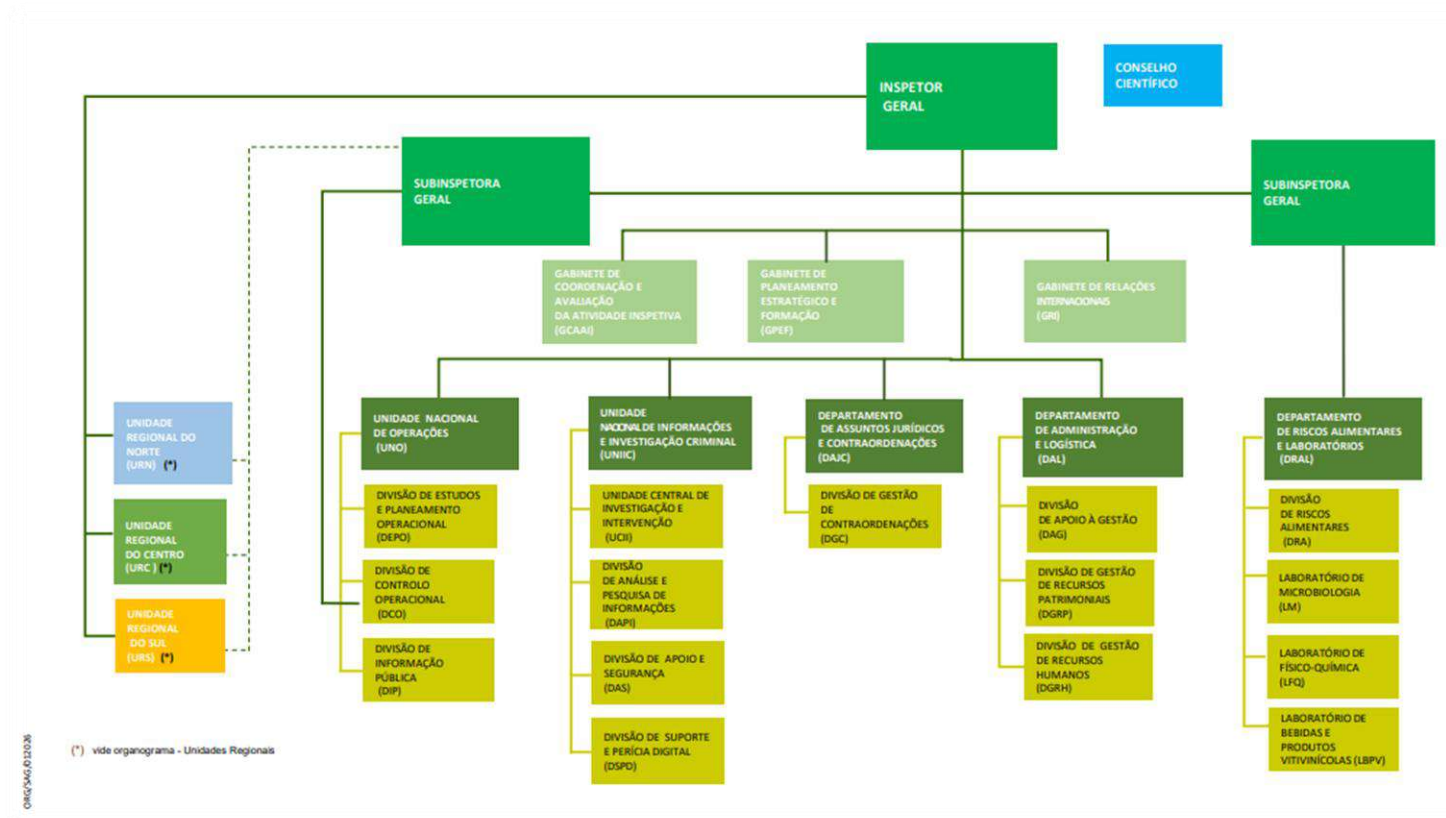 INSPETOR
GERAL
CONSELHO
CIENTÍFICO
SUBINSPETORA
GERAL
SUBINSPETORA
GERAL
GABINETE DE
COORDENAÇÃO E
AVALIAÇÃO
DA ATIVIDADE INSPETIVA
(GCAAI)
GABINETE DE
PLANEAMENTO
ESTRATÉGICO E
FORMAÇÃO
(GPEF)
GABINETE DE RELAÇÕES
INTERNACIONAIS
(GRI)
UNIDADE
REGIONAL DO
NORTE
(URN) (*)
UNIDADE
REGIONAL
DO CENTRO
(URC ) (*)
UNIDADE
REGIONAL
DO SUL
(URS) (*)
UNIDADE NACIONAL
DE OPERAÇÕES
(UNO)
DIVISÃO DE ESTUDOS
E PLANEAMENTO
OPERACIONAL
(DEPO)
DIVISÃO DE
CONTROLO
OPERACIONAL
(DCO)
DIVISÃO DE
INFORMAÇÃO
PÚBLICA
(DIP)
UNIDADE
NACIONAL DE INFORMAÇÕES
E INVESTIGAÇÃO CRIMINAL
(UNIIC)
UNIDADE CENTRAL DE
INVESTIGAÇÃO E
INTERVENÇÃO
(UCII)
DIVISÃO
DE ANÁLISE E
PESQUISA DE
INFORMAÇÕES
(DAPI)
DIVISÃO DE APOIO E
SEGURANÇA
(DAS)
DIVISÃO DE SUPORTE
E PERÍCIA DIGITAL
(DSPD)
DEPARTAMENTO
DE ASSUNTOS JURÍDICOS
E CONTRAORDENAÇÕES
(DAJC)
DIVISÃO DE GESTÃO
DE
CONTRAORDENAÇÕES
(DGC)
DEPARTAMENTO
DE ADMINISTRAÇÃO
E LOGÍSTICA
(DAL)
DIVISÃO
DE APOIO À GESTÃO
(DAG)
DIVISÃO DE GESTÃO
DE RECURSOS
PATRIMONIAIS
(DGRP)
DIVISÃO DE GESTÃO
DE RECURSOS
HUMANOS
(DGRH)
DEPARTAMENTO
DE RISCOS ALIMENTARES
E LABORATÓRIOS
(DRAL)
DIVISÃO
DE RISCOS
ALIMENTARES
(DRA)
LABORATÓRIO DE
MICROBIOLOGIA
(LM)
LABORATÓRIO DE
FÍSICO-QUÍMICA
(LFQ)
LABORATÓRIO DE
BEBIDAS E
PRODUTOS
VITIVINÍCOLAS (LBPV)
(*) vide organograma - Unidades Regionais
ORG/SAG/012026